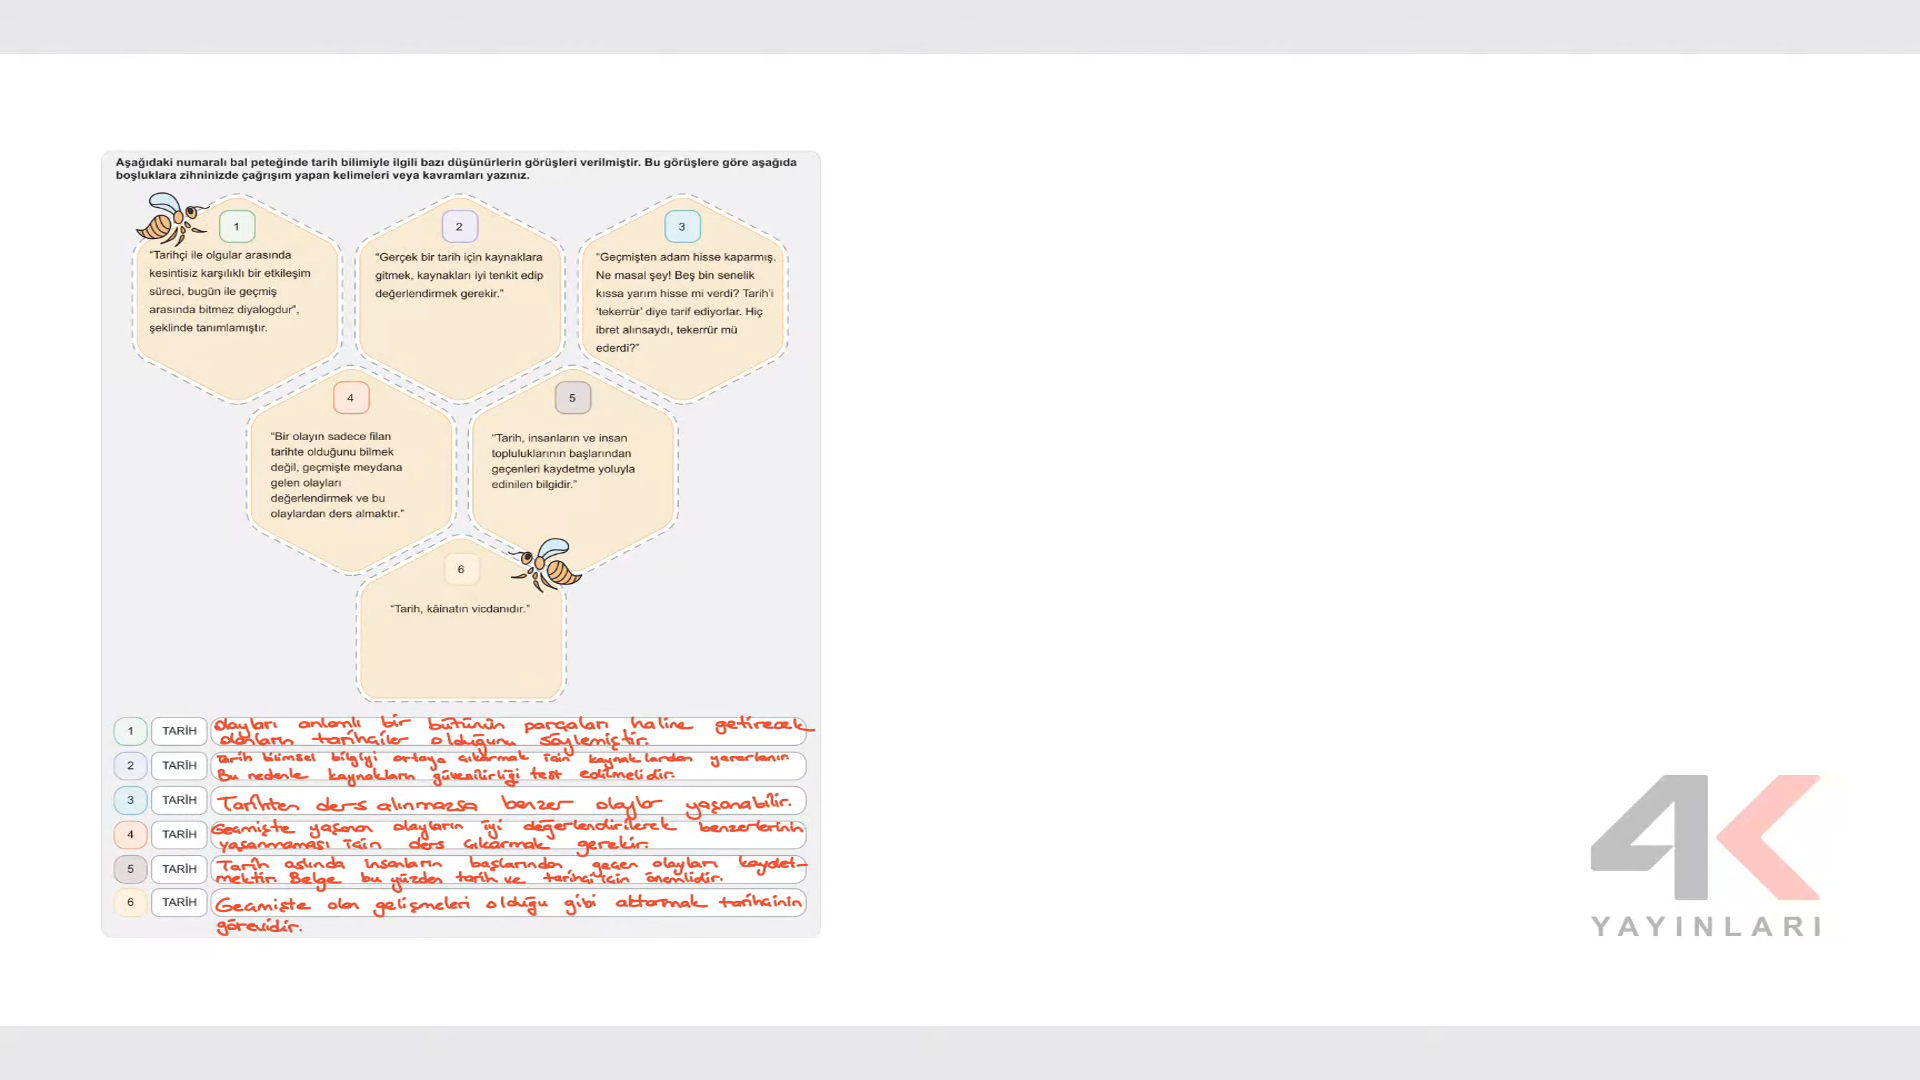 Aşağıdaki numaralı bal peteğinde tarih bilimiyle ilgili bazı düşünürlerin görüşleri verilmiştir. Bu görüşlere göre aşağıda
boşluklara zihninizde çağrışım yapan kelimeleri veya kavramları yazınız.
1
“Tarihçi ile olgular arasında
kesintisiz karşılıklı bir etkileşim
süreci, bugün ile geçmiş
arasında bitmez diyalogdur”,
şeklinde tanımlamıştır.
2
“Gerçek bir tarih için kaynaklara
gitmek, kaynakları iyi tenkit edip
değerlendirmek gerekir.”
3
“Geçmişten adam hisse kaparmış.
Ne masal şey! Beş bin senelik
kıssa yarım hisse mi verdi? Tarih’i
‘tekerrür’ diye tarif ediyorlar. Hiç
ibret alınsaydı, tekerrür mü
ederdi?”
4
“Bir olayın sadece filan
tarihte olduğunu bilmek
değil, geçmişte meydana
gelen olayları
değerlendirmek ve bu
olaylardan ders almaktır.”
5
“Tarih, insanların ve insan
topluluklarının başlarından
geçenleri kaydetme yoluyla
edinilen bilgidir.”
6
“Tarih, kâinatın vicdanıdır.”
1 TARİH Olayları anlamlı bir bütünün parçaları haline getirecek
olanların tarihçiler olduğunu söylemiştir.
2 TARİH Tarih bilimsel bilgiyi ortaya çıkarmak için kaynaklardan yararlanır.
Bu nedenle kaynakların güvenilirliği test edilmelidir.
3 TARİH Tarihten ders alınmazsa benzer olaylar yaşanabilir.
4 TARİH Geçmişte yaşanan olayların iyi değerlendirilerek benzerlerinin
yaşanmaması için ders çıkarmak gerekir.
5 TARİH Tarih aslında insanların başlarından geçen olayları kaydet-
mektir. Belge bu yüzden tarih ve tarihçi için önemlidir.
6 TARİH Geçmişte olan gelişmeleri olduğu gibi aktarmak tarihçinin
görevidir.
4K
YAYINLARI